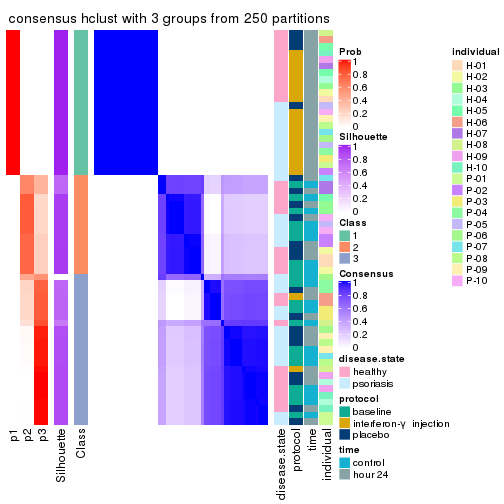 consensus hclust with 3 groups from 250 partitions
p1
p2
p3
Silhouette
Class
disease.state
protocol
time
individual
Prob
1
0.8
0.6
0.4
0.2
0
Silhouette
1
0.8
0.6
0.4
0.2
0
Class
1
2
3
Consensus
1
0.8
0.6
0.4
0.2
0
disease.state
healthy
psoriasis
protocol
baseline
interferon-γ injection
placebo
time
control
hour 24
individual
H-01
H-02
H-03
H-04
H-05
H-06
H-07
H-08
H-09
H-10
P-01
P-02
P-03
P-04
P-05
P-06
P-07
P-08
P-09
P-10